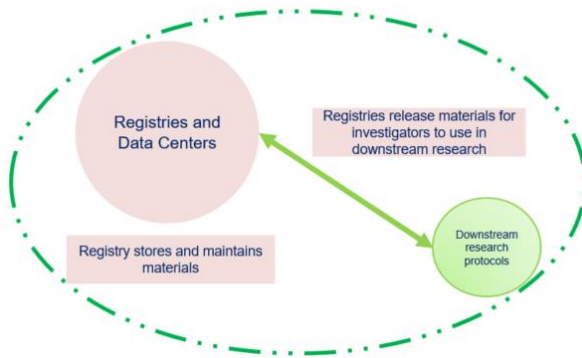 Registries and
Data Centers
Registries release materials for
investigators to use in
downstream research
Registry stores and maintains
materials
Downstream
research
protocols